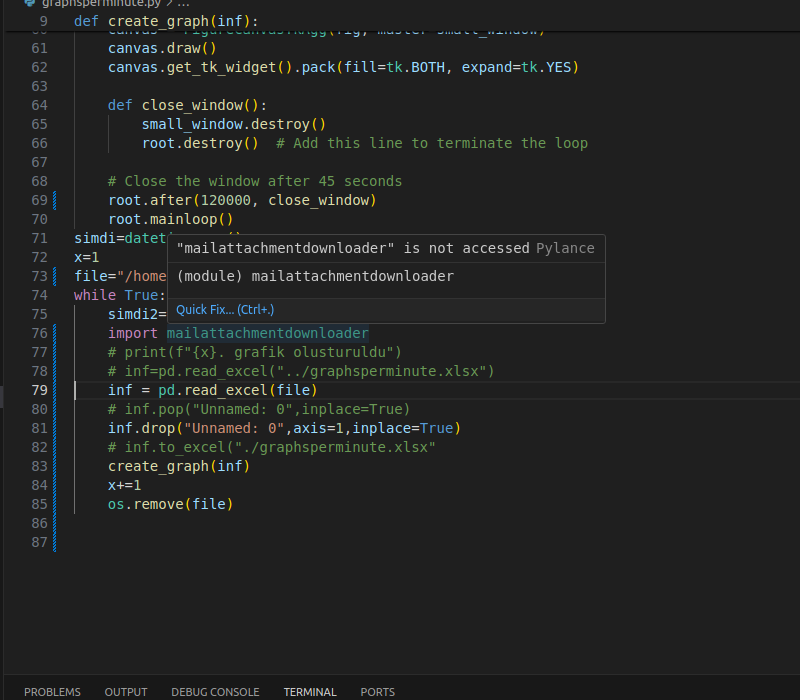 graphsperminute.py > ...
9 def create_graph(inf):
61 canvas.draw()
62 canvas.get_tk_widget().pack(fill=tk.BOTH, expand=tk.YES)
63
64 def close_window():
65 small_window.destroy()
66 root.destroy()  # Add this line to terminate the loop
67
68 # Close the window after 45 seconds
69 root.after(120000, close_window)
70 root.mainloop()
71 simdi=datet
"mailattachmentdownloader" is not accessed Pylance
72 x=1
73 file="/home
(module) mailattachmentdownloader
74 while True:
Quick Fix... (Ctrl+.)
75 simdi2=
76 import mailattachmentdownloader
77 # print(f"{x}. grafik olusturuldu")
78 # inf=pd.read_excel("../graphsperminute.xlsx")
79 inf = pd.read_excel(file)
80 # inf.pop("Unnamed: 0",inplace=True)
81 inf.drop("Unnamed: 0",axis=1,inplace=True)
82 # inf.to_excel("./graphsperminute.xlsx"
83 create_graph(inf)
84 x+=1
85 os.remove(file)
86
87
PROBLEMS OUTPUT DEBUG CONSOLE TERMINAL PORTS